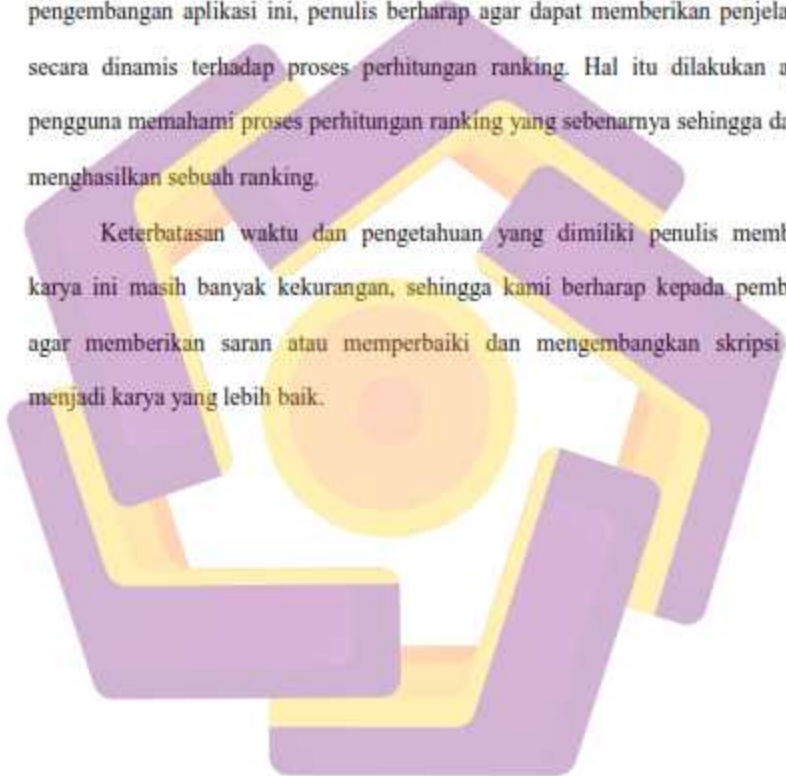 pengembangan aplikasi ini, penulis berharap agar dapat memberikan penjela
secara dinamis terhadap proses perhitungan ranking. Hal itu dilakukan a
pengguna memahami proses perhitungan ranking yang sebenarnya sehingga da
menghasilkan sebuah ranking.
Keterbatasan waktu dan pengetahuan yang dimiliki penulis memb
karya ini masih banyak kekurangan, sehingga kami berharap kepada pemb
agar memberikan saran atau memperbaiki dan mengembangkan skripsi
menjadi karya yang lebih baik.